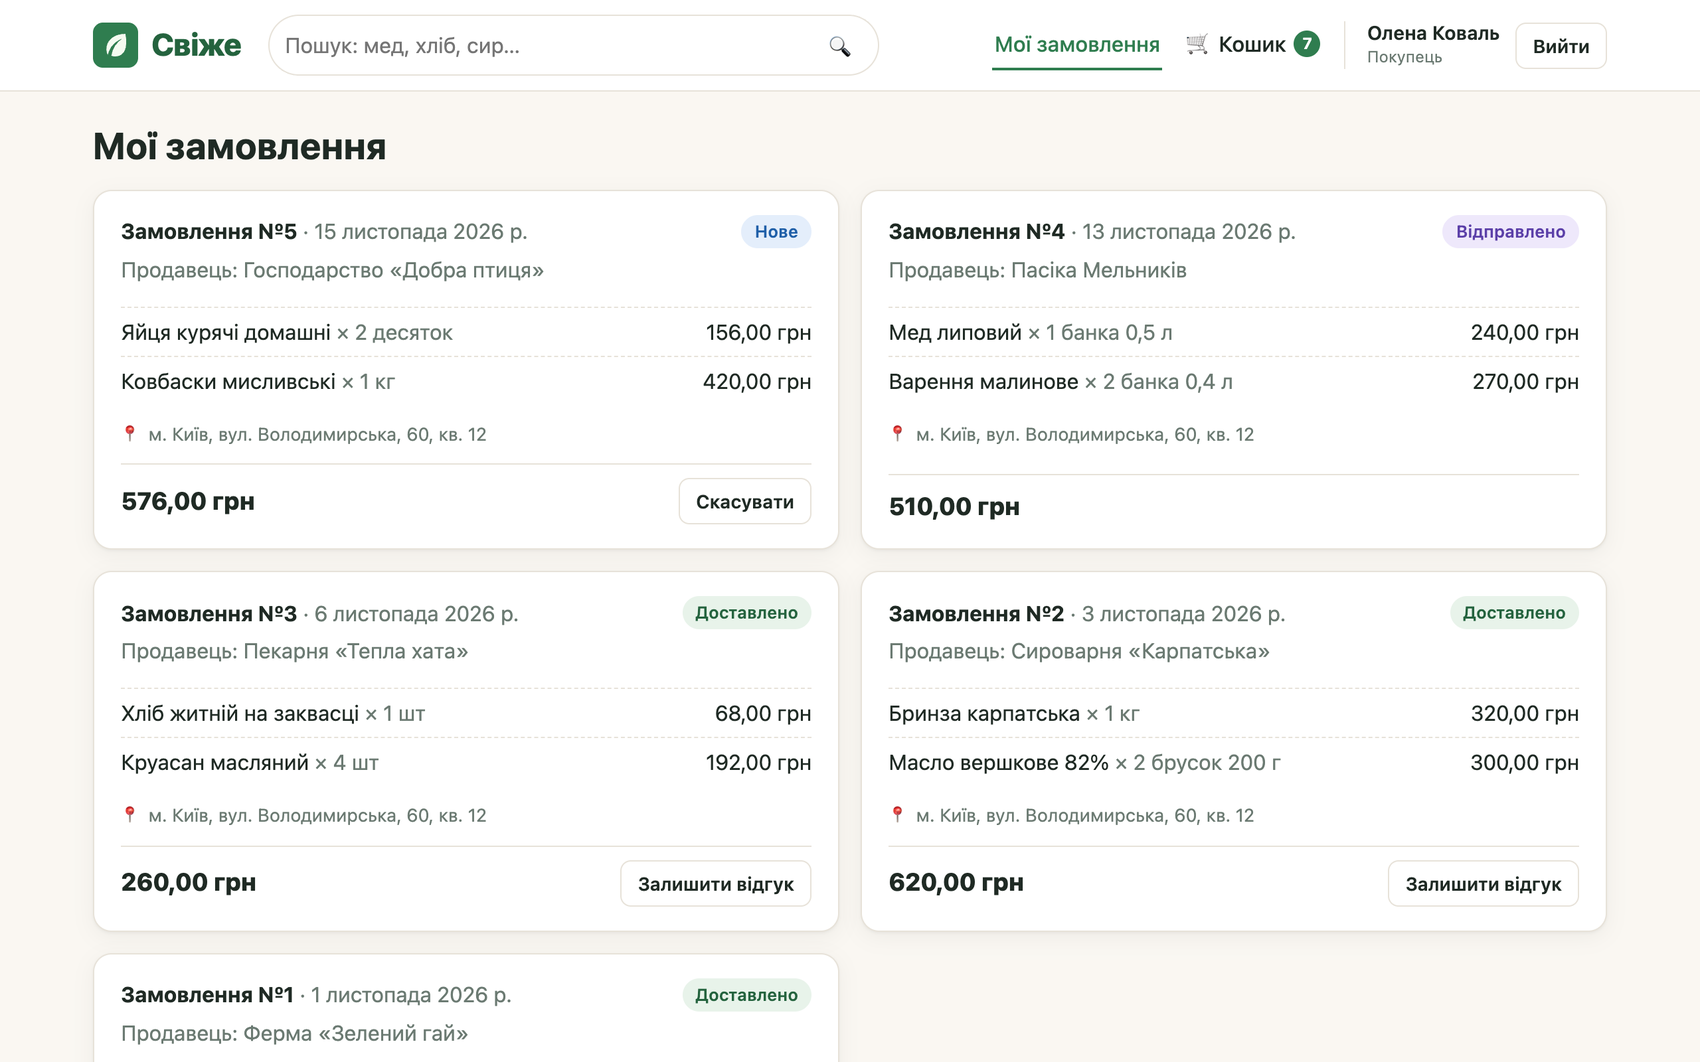 Свіже
Пошук: мед, хліб, сир...
Мої замовлення
Кошик 7
Олена Коваль
Покупець
Вийти
Мої замовлення
Замовлення №5 · 15 листопада 2026 р.
Нове
Продавець: Господарство «Добра птиця»
Яйця курячі домашні × 2 десяток 156,00 грн
Ковбаски мисливські × 1 кг 420,00 грн
м. Київ, вул. Володимирська, 60, кв. 12
576,00 грн
Скасувати
Замовлення №4 · 13 листопада 2026 р.
Відправлено
Продавець: Пасіка Мельників
Мед липовий × 1 банка 0,5 л 240,00 грн
Варення малинове × 2 банка 0,4 л 270,00 грн
м. Київ, вул. Володимирська, 60, кв. 12
510,00 грн
Замовлення №3 · 6 листопада 2026 р.
Доставлено
Продавець: Пекарня «Тепла хата»
Хліб житній на заквасці × 1 шт 68,00 грн
Круасан масляний × 4 шт 192,00 грн
м. Київ, вул. Володимирська, 60, кв. 12
260,00 грн
Залишити відгук
Замовлення №2 · 3 листопада 2026 р.
Доставлено
Продавець: Сироварня «Карпатська»
Бринза карпатська × 1 кг 320,00 грн
Масло вершкове 82% × 2 брусок 200 г 300,00 грн
м. Київ, вул. Володимирська, 60, кв. 12
620,00 грн
Залишити відгук
Замовлення №1 · 1 листопада 2026 р.
Доставлено
Продавець: Ферма «Зелений гай»